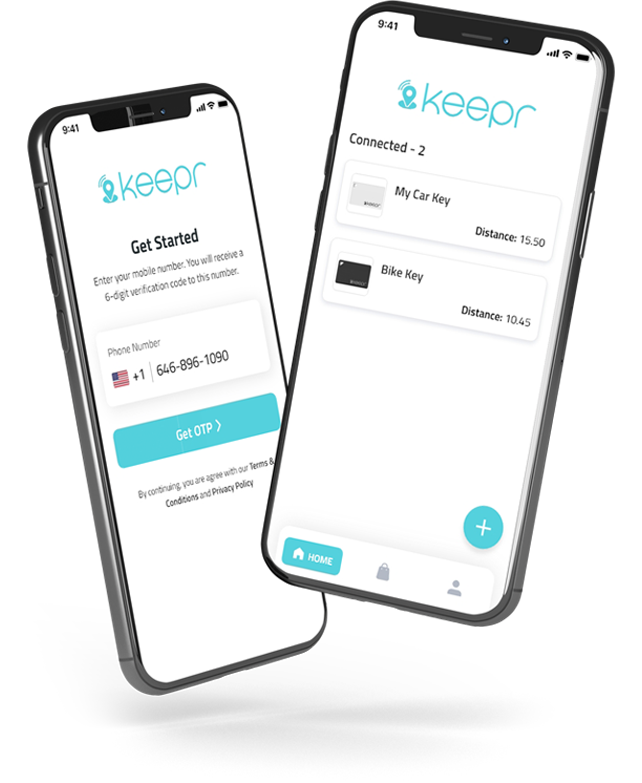 9:41
keepr
Get Started
Enter your mobile number. You will receive a
6-digit verification code to this number.
Phone Number
+1 646-896-1090
Get OTP
By continuing, you are agree with our Terms &
Conditions and Privacy Policy
9:41
keepr
Connected - 2
My Car Key
Distance: 15.50
Bike Key
Distance: 10.45
+
HOME